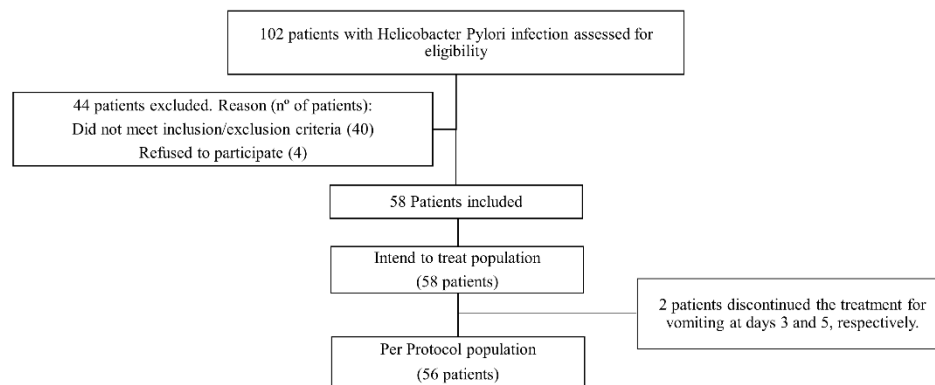 102 patients with Helicobacter Pylori infection assessed for
eligibility
44 patients excluded. Reason (nº of patients):
Did not meet inclusion/exclusion criteria (40)
Refused to participate (4)
58 Patients included
Intend to treat population
(58 patients)
2 patients discontinued the treatment for
vomiting at days 3 and 5, respectively.
Per Protocol population
(56 patients)